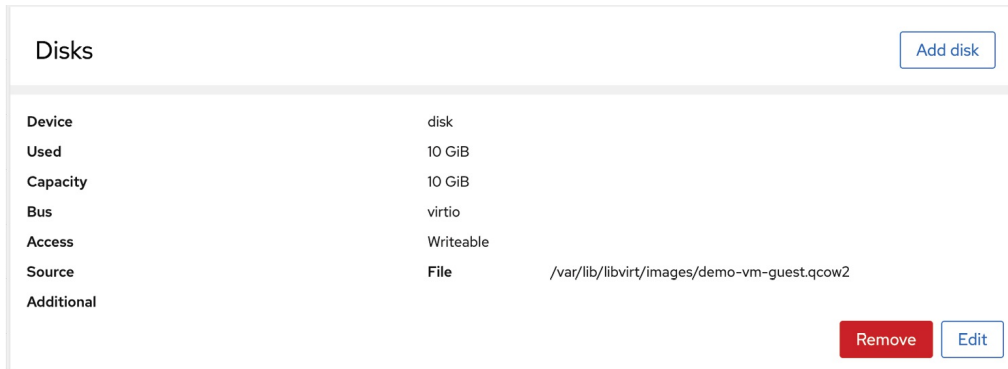 Disks Add disk
Device disk
Used 10 GiB
Capacity 10 GiB
Bus virtio
Access Writeable
Source File /var/lib/libvirt/images/demo-vm-guest.qcow2
Additional
Remove Edit